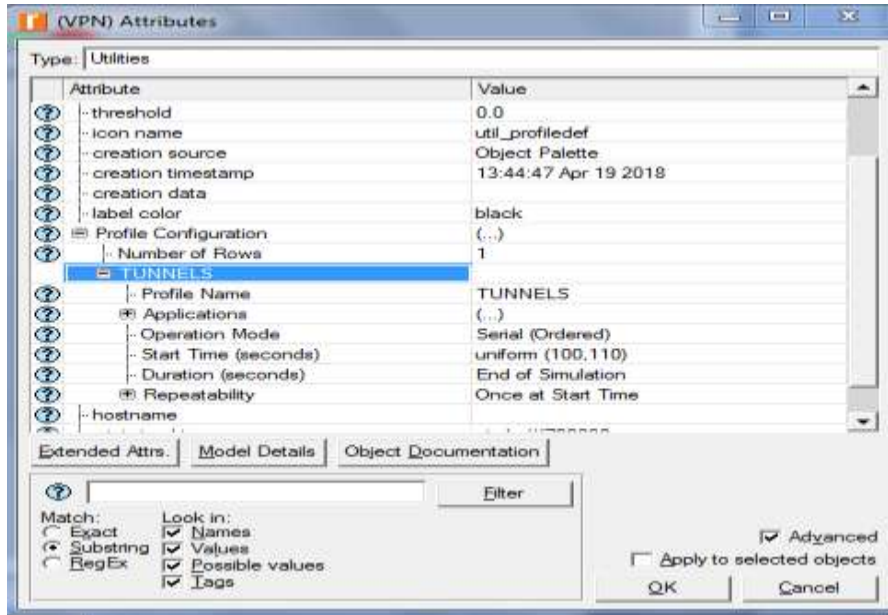 (VPN) Attributes
Type: Utilities
Attribute Value
threshold 0.0
icon name util_profiledef
creation source Object Palette
creation timestamp 13:44:47 Apr 19 2018
creation data
label color black
Profile Configuration (...)
Number of Rows 1
TUNNELS
Profile Name TUNNELS
Applications (...)
Operation Mode Serial (Ordered)
Start Time (seconds) uniform (100,110)
Duration (seconds) End of Simulation
Repeatability Once at Start Time
hostname
Extended Attrs. Model Details Object Documentation
Filter
Match: Look in:
Exact Names
Substring Values
RegEx Possible values
Tags
Advanced
Apply to selected objects
OK Cancel